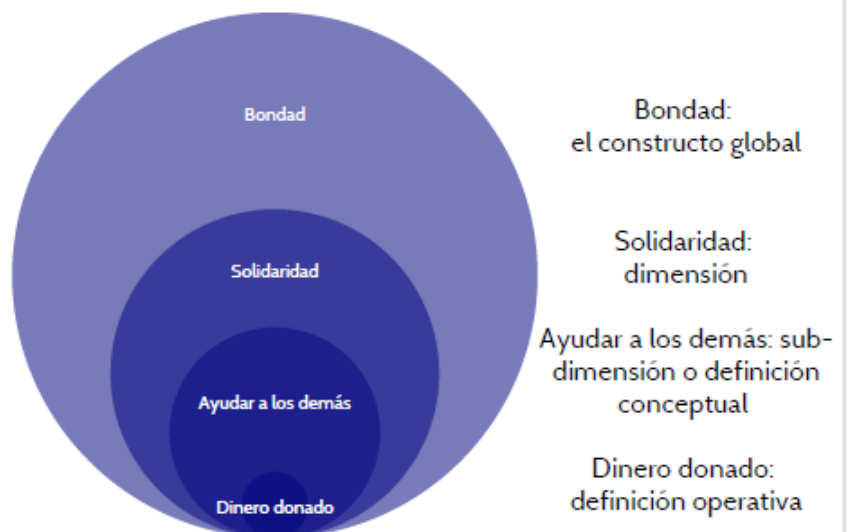 Bondad
Solidaridad
Ayudar a los demás
Dinero donado
Bondad:
el constructo global
Solidaridad:
dimensión
Ayudar a los demás: sub-
dimensión o definición
conceptual
Dinero donado:
definición operativa